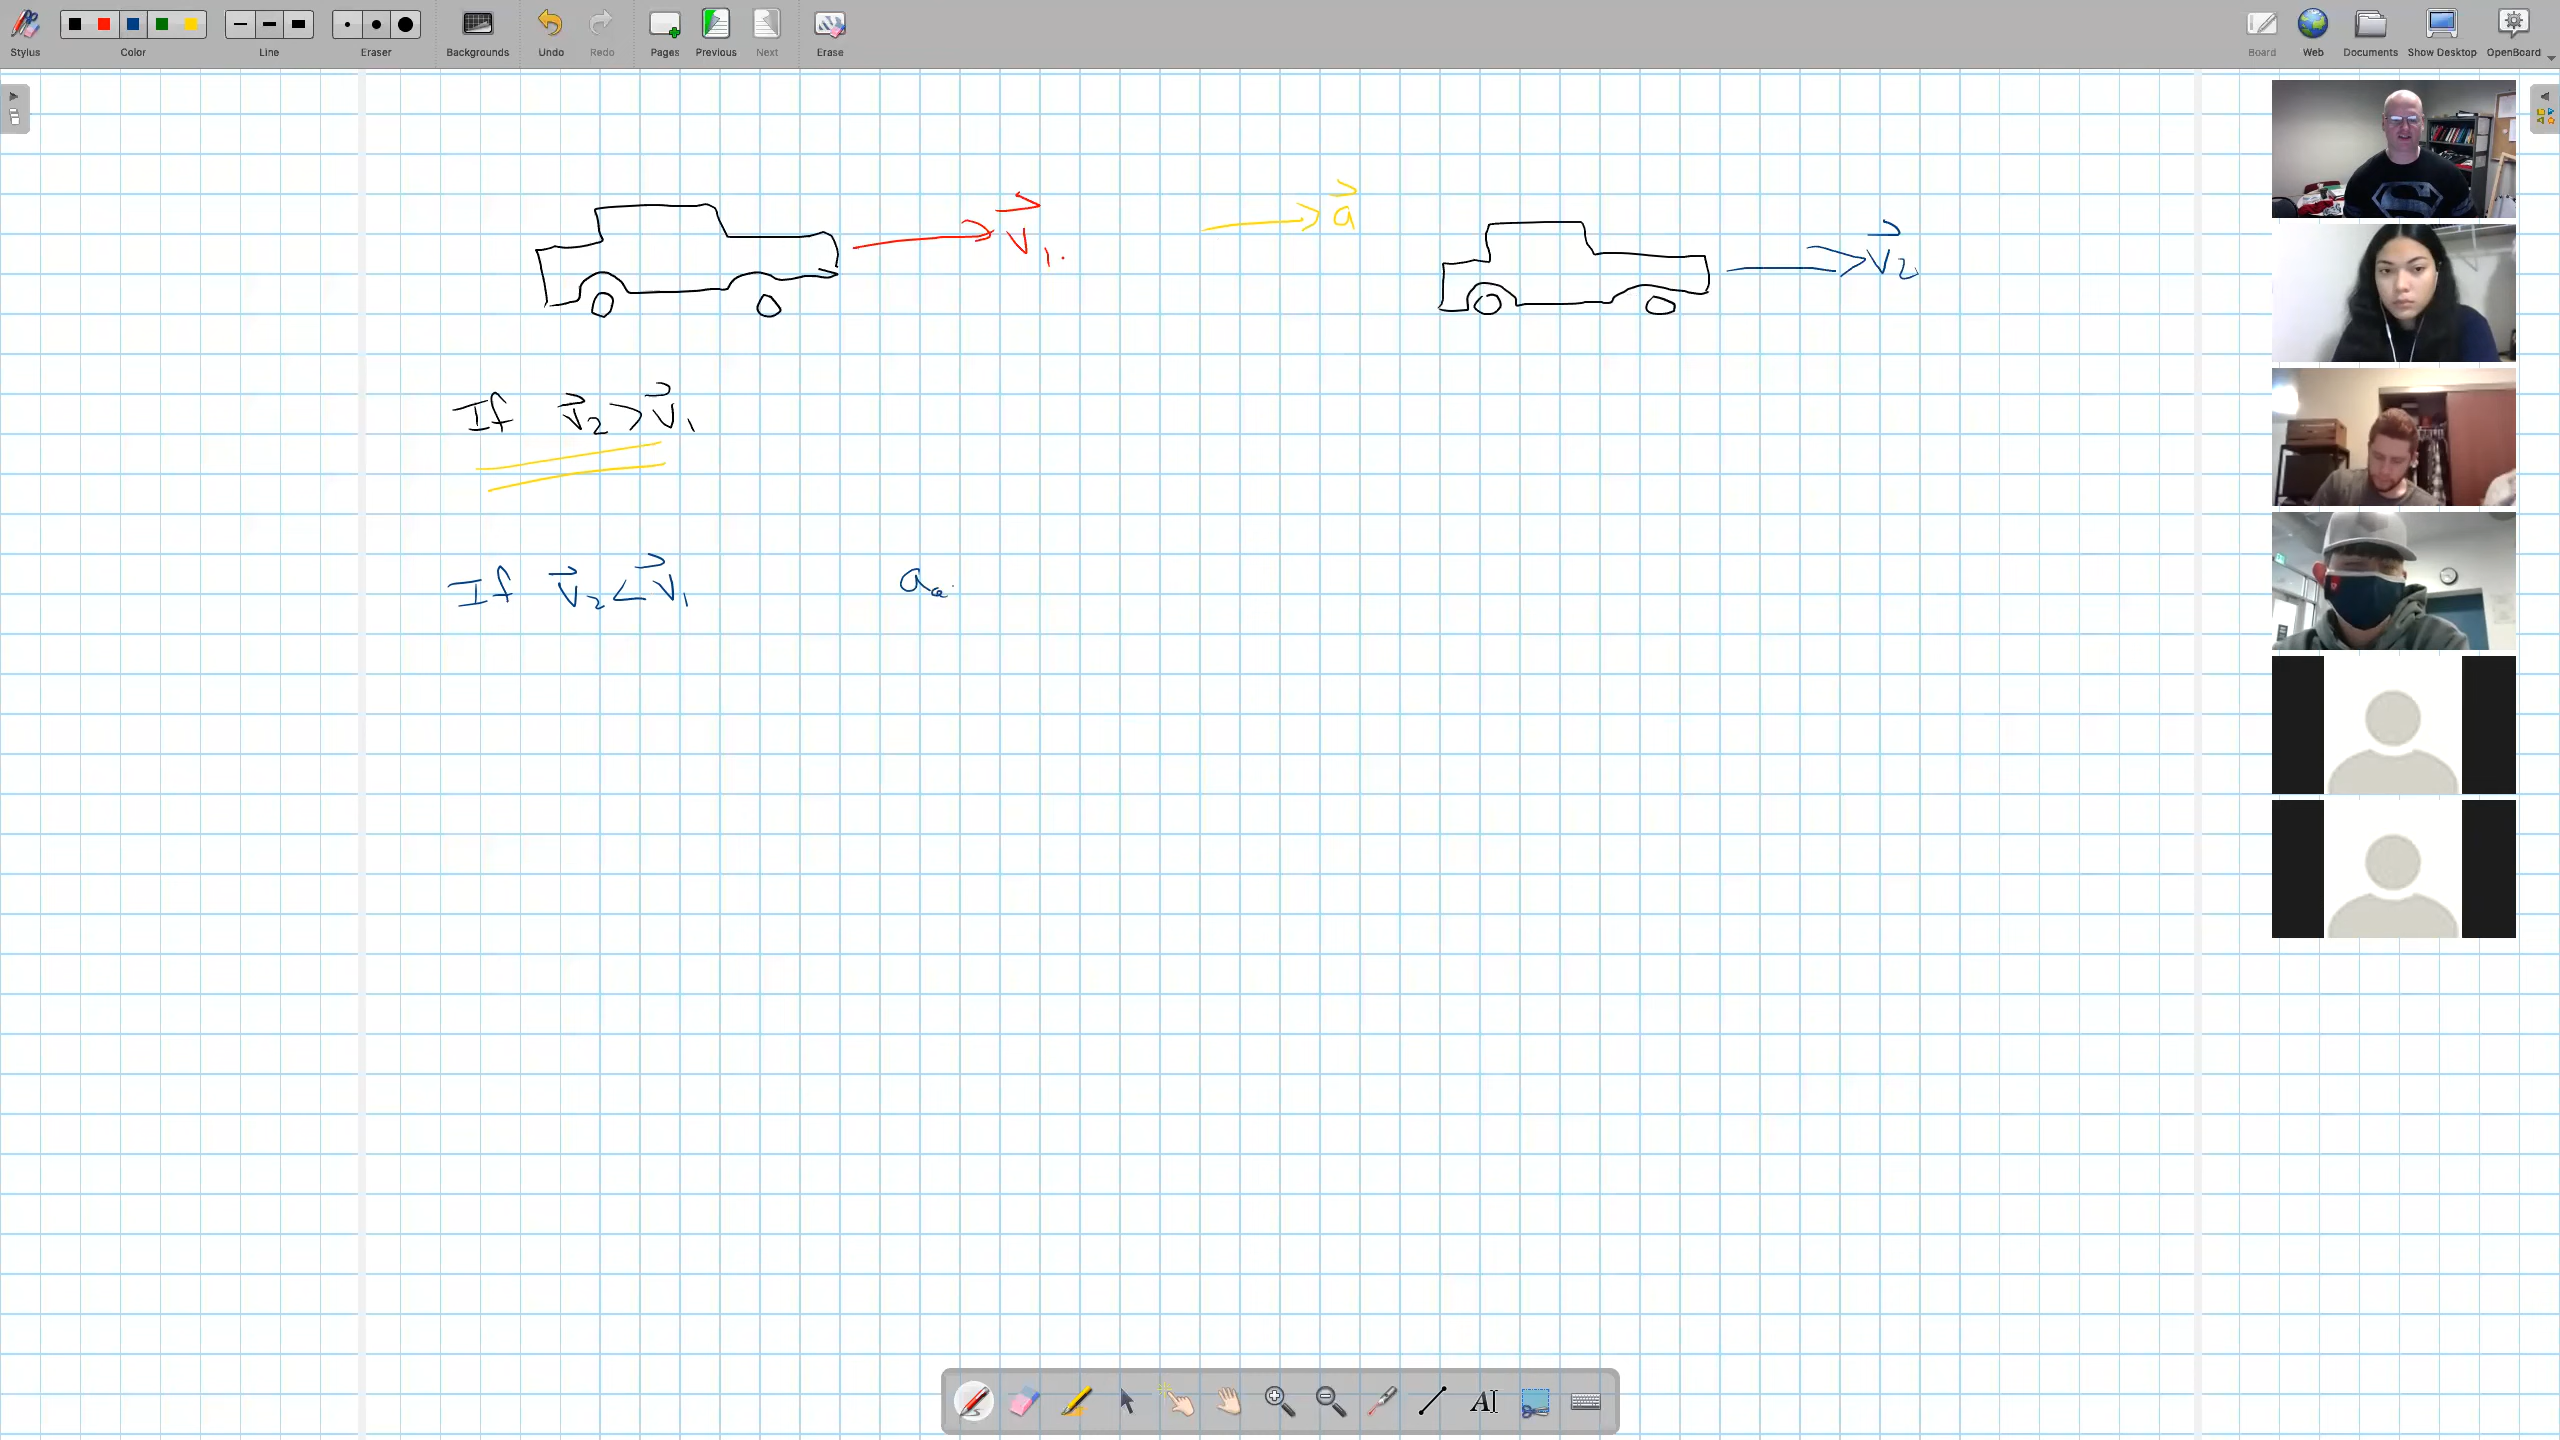 Stylus Color Line Eraser Backgrounds Undo Redo Pages Previous Next Erase Board Web Documents Show Desktop OpenBoard
v⃗₁.
a⃗
v⃗₂
If v⃗₂ > v⃗₁
If v⃗₂ < v⃗₁ aₐ